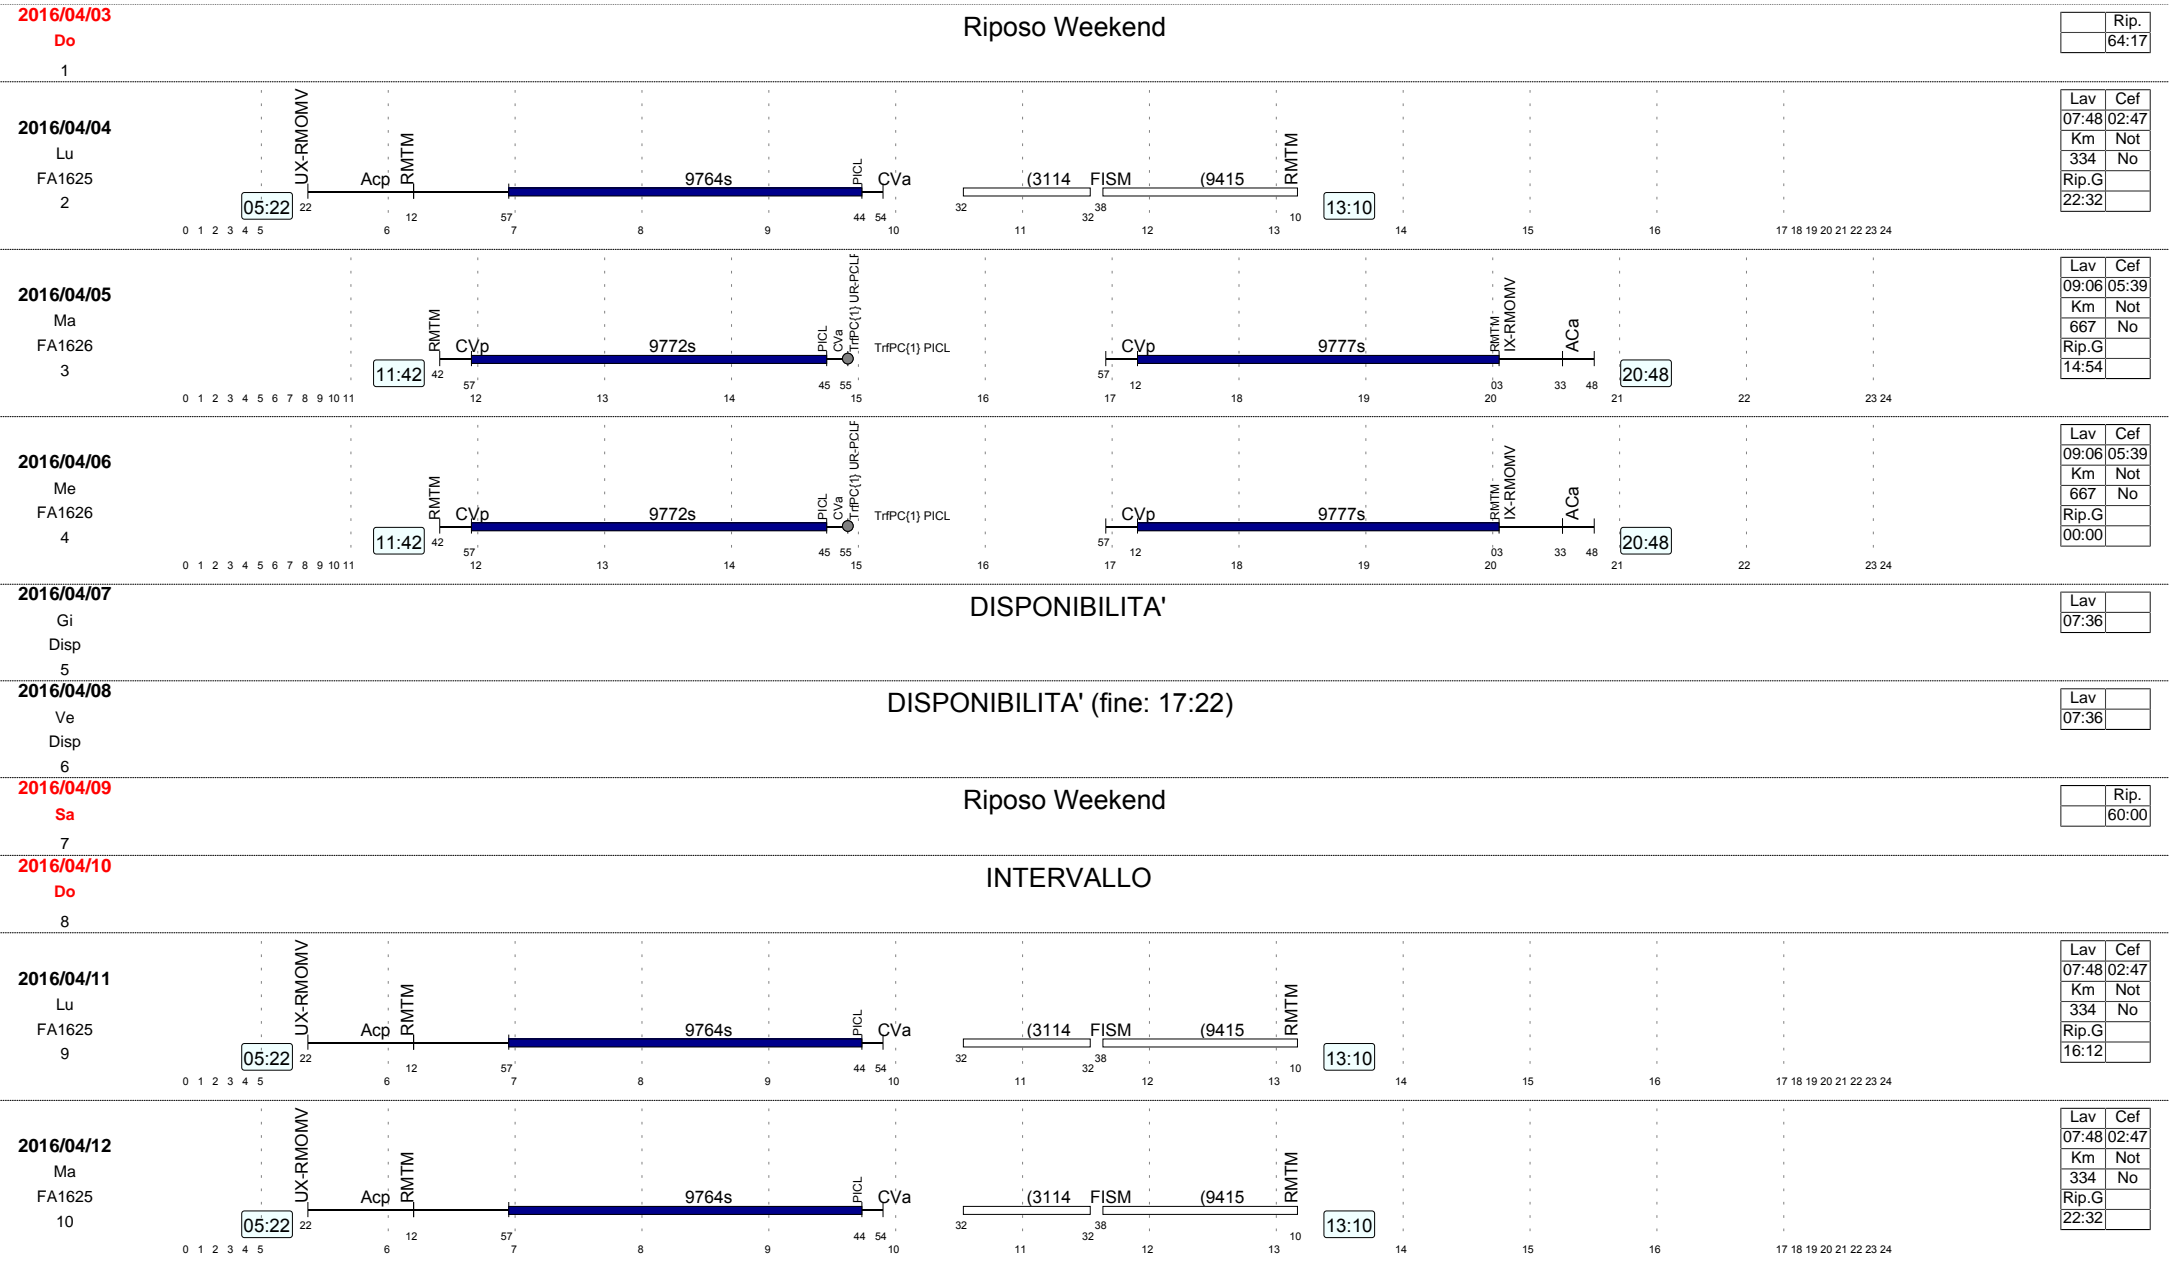 2016/04/03
Do
1
Riposo Weekend
Rip.
64:17
2016/04/04
Lu
FA1625
2
05:22
UX-RMOMV
Acp
RMTM
9764s
PICL
CVa
(3114
FISM
(9415
RMTM
13:10
22 12 57 44 54 32 32 38 10
0 1 2 3 4 5 6 7 8 9 10 11 12 13 14 15 16 17 18 19 20 21 22 23 24
Lav Cef
07:48 02:47
Km Not
334 No
Rip.G
22:32
2016/04/05
Ma
FA1626
3
11:42
RMTM
CVp
9772s
PICL
CVa
TrfPC{1} UR-PCLF
TrfPC{1} PICL
CVp
9777s
RMTM
IX-RMOMV
ACa
20:48
42 57 45 55 57 12 03 33 48
0 1 2 3 4 5 6 7 8 9 10 11 12 13 14 15 16 17 18 19 20 21 22 23 24
Lav Cef
09:06 05:39
Km Not
667 No
Rip.G
14:54
2016/04/06
Me
FA1626
4
11:42
RMTM
CVp
9772s
PICL
CVa
TrfPC{1} UR-PCLF
TrfPC{1} PICL
CVp
9777s
RMTM
IX-RMOMV
ACa
20:48
42 57 45 55 57 12 03 33 48
0 1 2 3 4 5 6 7 8 9 10 11 12 13 14 15 16 17 18 19 20 21 22 23 24
Lav Cef
09:06 05:39
Km Not
667 No
Rip.G
00:00
2016/04/07
Gi
Disp
5
DISPONIBILITA'
Lav
07:36
2016/04/08
Ve
Disp
6
DISPONIBILITA' (fine: 17:22)
Lav
07:36
2016/04/09
Sa
7
Riposo Weekend
Rip.
60:00
2016/04/10
Do
8
INTERVALLO
2016/04/11
Lu
FA1625
9
05:22
UX-RMOMV
Acp
RMTM
9764s
PICL
CVa
(3114
FISM
(9415
RMTM
13:10
22 12 57 44 54 32 32 38 10
0 1 2 3 4 5 6 7 8 9 10 11 12 13 14 15 16 17 18 19 20 21 22 23 24
Lav Cef
07:48 02:47
Km Not
334 No
Rip.G
16:12
2016/04/12
Ma
FA1625
10
05:22
UX-RMOMV
Acp
RMTM
9764s
PICL
CVa
(3114
FISM
(9415
RMTM
13:10
22 12 57 44 54 32 32 38 10
0 1 2 3 4 5 6 7 8 9 10 11 12 13 14 15 16 17 18 19 20 21 22 23 24
Lav Cef
07:48 02:47
Km Not
334 No
Rip.G
22:32